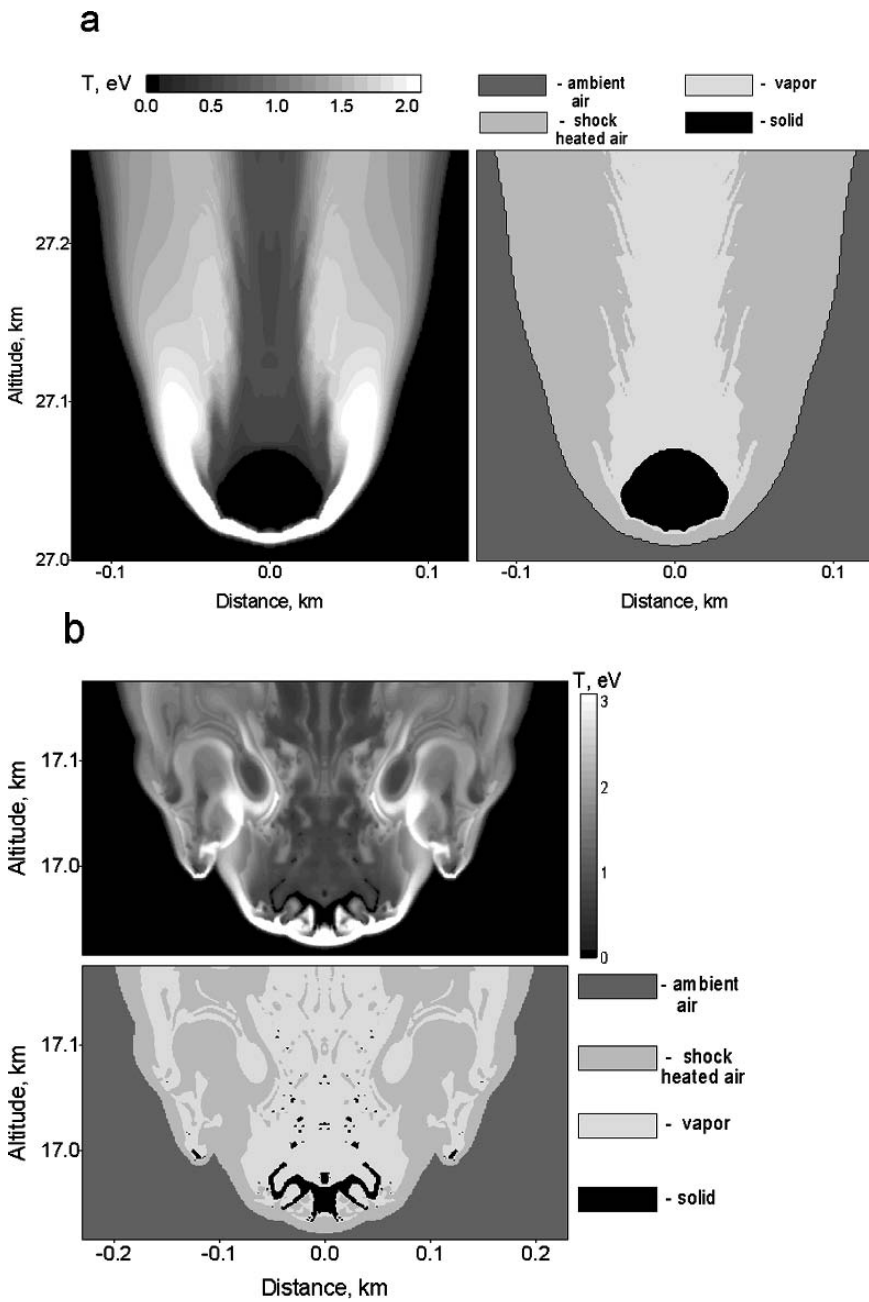 a
T, eV
0.0 0.5 1.0 1.5 2.0
- ambient
air
- shock
heated air
- vapor
-solid
Altitude, km
27.2
27.1
27.0
-0.1 0.0 0.1
Distance, km
-0.1 0.0 0.1
Distance, km
b
T, eV
3
2
1
0
Altitude, km
17.1
17.0
Altitude, km
17.1
17.0
- ambient
air
- shock
heated air
- vapor
- solid
-0.2 -0.1 0.0 0.1 0.2
Distance, km